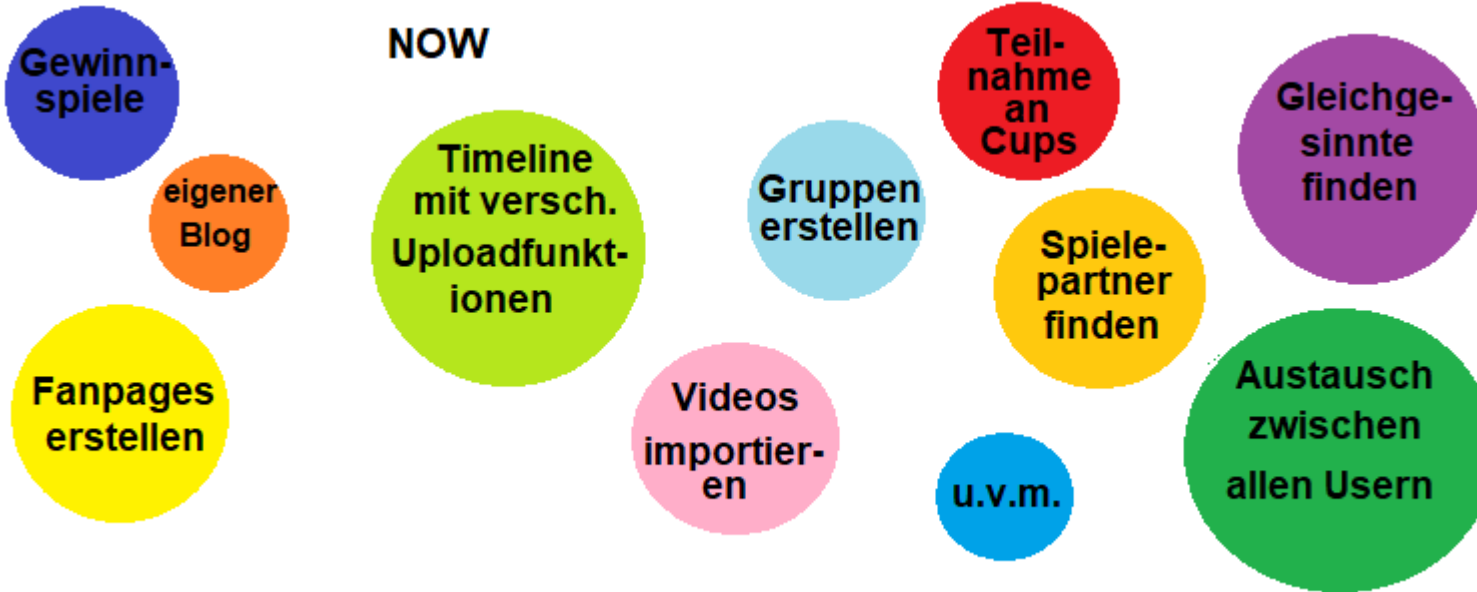 Gewinn-
spiele
NOW
Teil-
nahme
an
Cups
Gleichge-
sinnte
finden
eigener
Blog
Timeline
mit versch.
Uploadfunkt-
ionen
Gruppen
erstellen
Spiele-
partner
finden
Fanpages
erstellen
Videos
importier-
en
u.v.m.
Austausch
zwischen
allen Usern